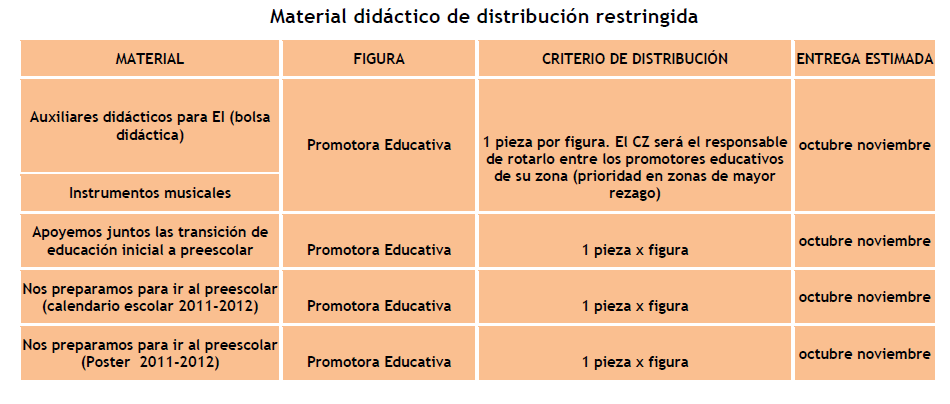 Material didáctico de distribución restringida
MATERIAL FIGURA CRITERIO DE DISTRIBUCIÓN ENTREGA ESTIMADA
Auxiliares didácticos para EI (bolsa
didáctica)
Instrumentos musicales
Promotora Educativa
1 pieza por figura. El CZ será el responsable
de rotarlo entre los promotores educativos
de su zona (prioridad en zonas de mayor
rezago)
octubre noviembre
Apoyemos juntos las transición de
educación inicial a preescolar
Promotora Educativa
1 pieza x figura
octubre noviembre
Nos preparamos para ir al preescolar
(calendario escolar 2011-2012)
Promotora Educativa
1 pieza x figura
octubre noviembre
Nos preparamos para ir al preescolar
(Poster 2011-2012)
Promotora Educativa
1 pieza x figura
octubre noviembre